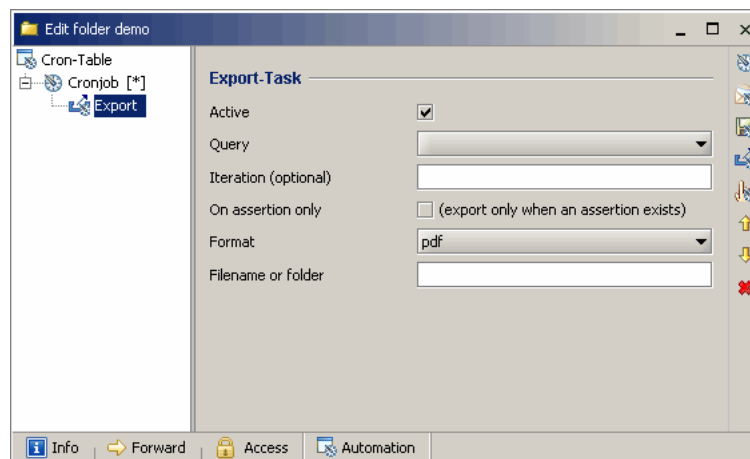 Edit folder demo
Cron-Table
Cronjob [*]
Export
Export-Task
Active
Query
Iteration (optional)
On assertion only (export only when an assertion exists)
Format pdf
Filename or folder
Info Forward Access Automation